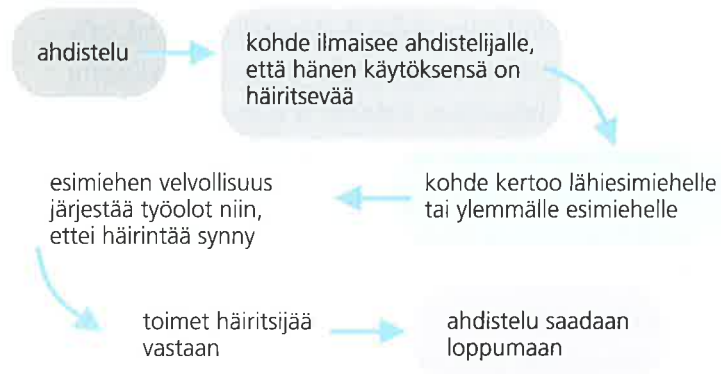 ahdistelu
kohde ilmaisee ahdistelijalle,
että hänen käytöksensä on
häiritsevää
kohde kertoo lähiesimiehelle
tai ylemmälle esimiehelle
esimiehen velvollisuus
järjestää työolot niin,
ettei häirintää synny
toimet häiritsijää
vastaan
ahdistelu saadaan
loppumaan